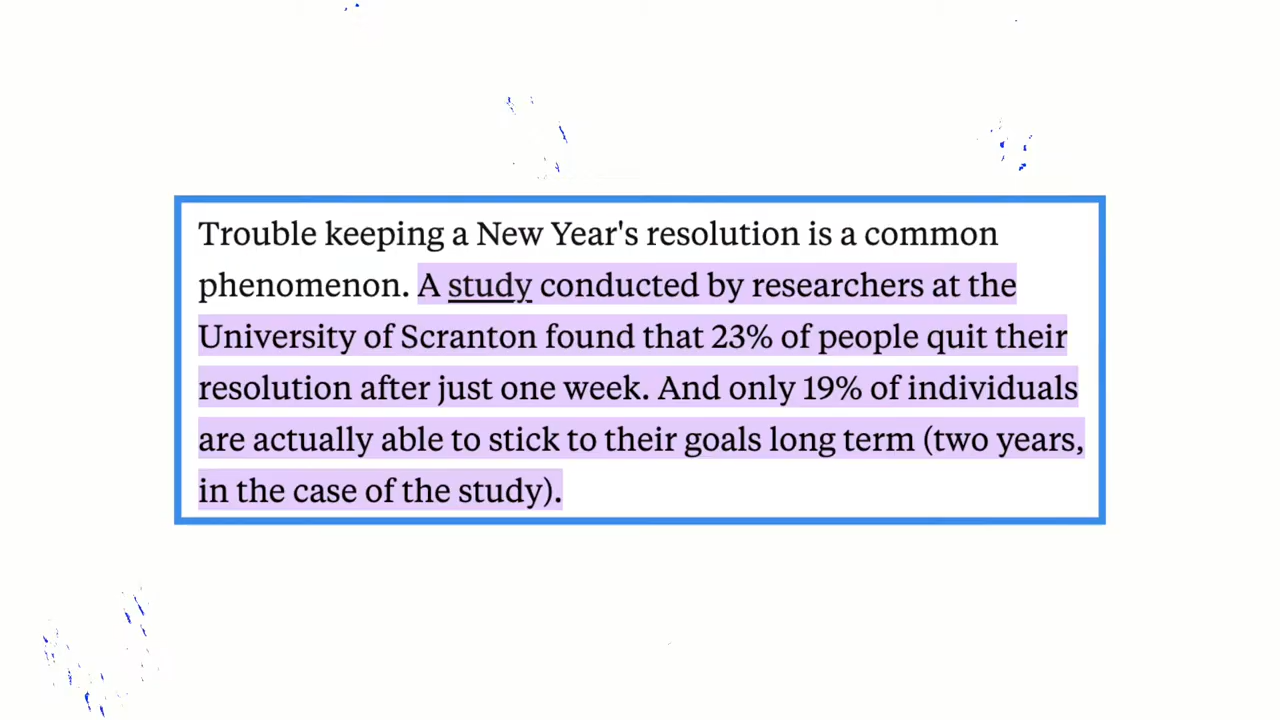 Trouble keeping a New Year's resolution is a common
phenomenon. A study conducted by researchers at the
University of Scranton found that 23% of people quit their
resolution after just one week. And only 19% of individuals
are actually able to stick to their goals long term (two years,
in the case of the study).